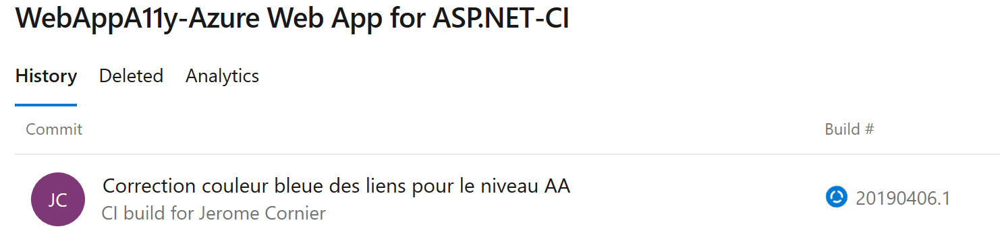 WebAppA11y-Azure Web App for ASP.NET-CI
History Deleted Analytics
Commit Build #
JC Correction couleur bleue des liens pour le niveau AA
CI build for Jerome Cornier
20190406.1